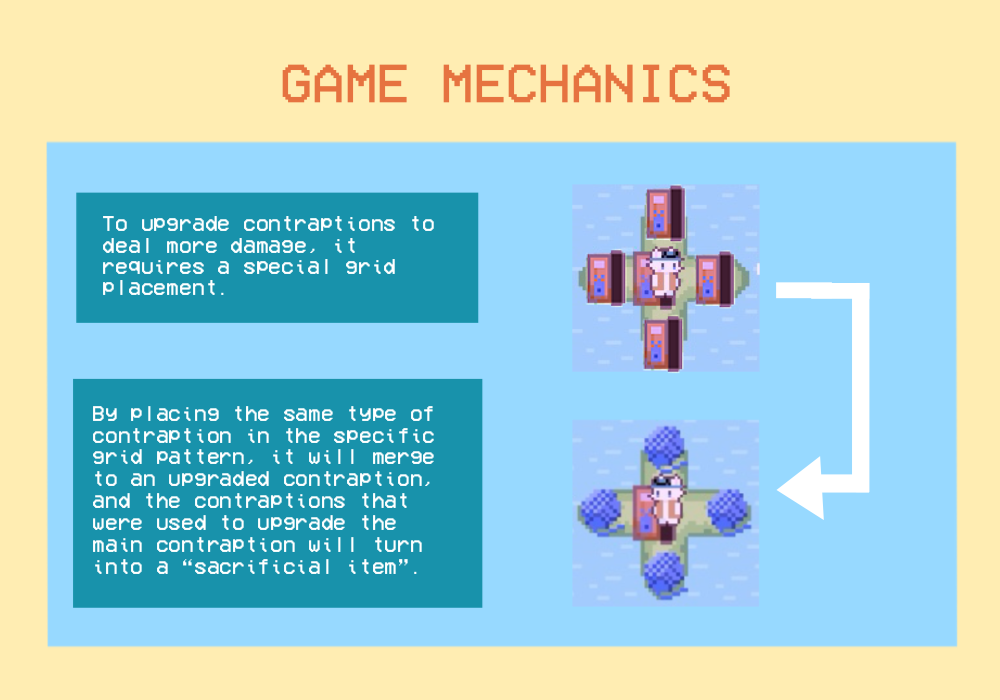 GAME MECHANICS
To upgrade contraptions to
deal more damage, it
requires a special grid
placement.
By placing the same type of
contraption in the specific
grid pattern, it will merge
to an upgraded contraption,
and the contraptions that
were used to upgrade the
main contraption will turn
into a “sacrificial item”.